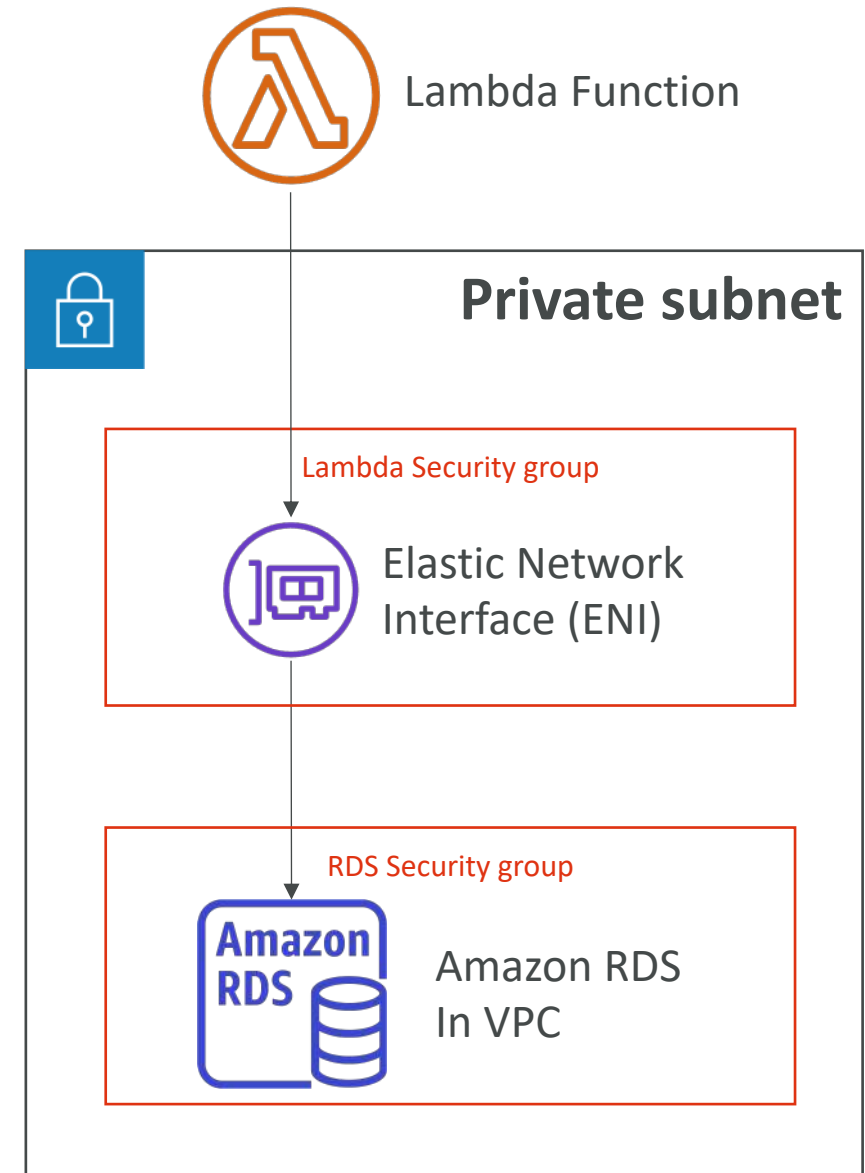 Lambda Function
Private subnet
Lambda Security group
Elastic Network
Interface (ENI)
RDS Security group
Amazon
RDS
Amazon RDS
In VPC